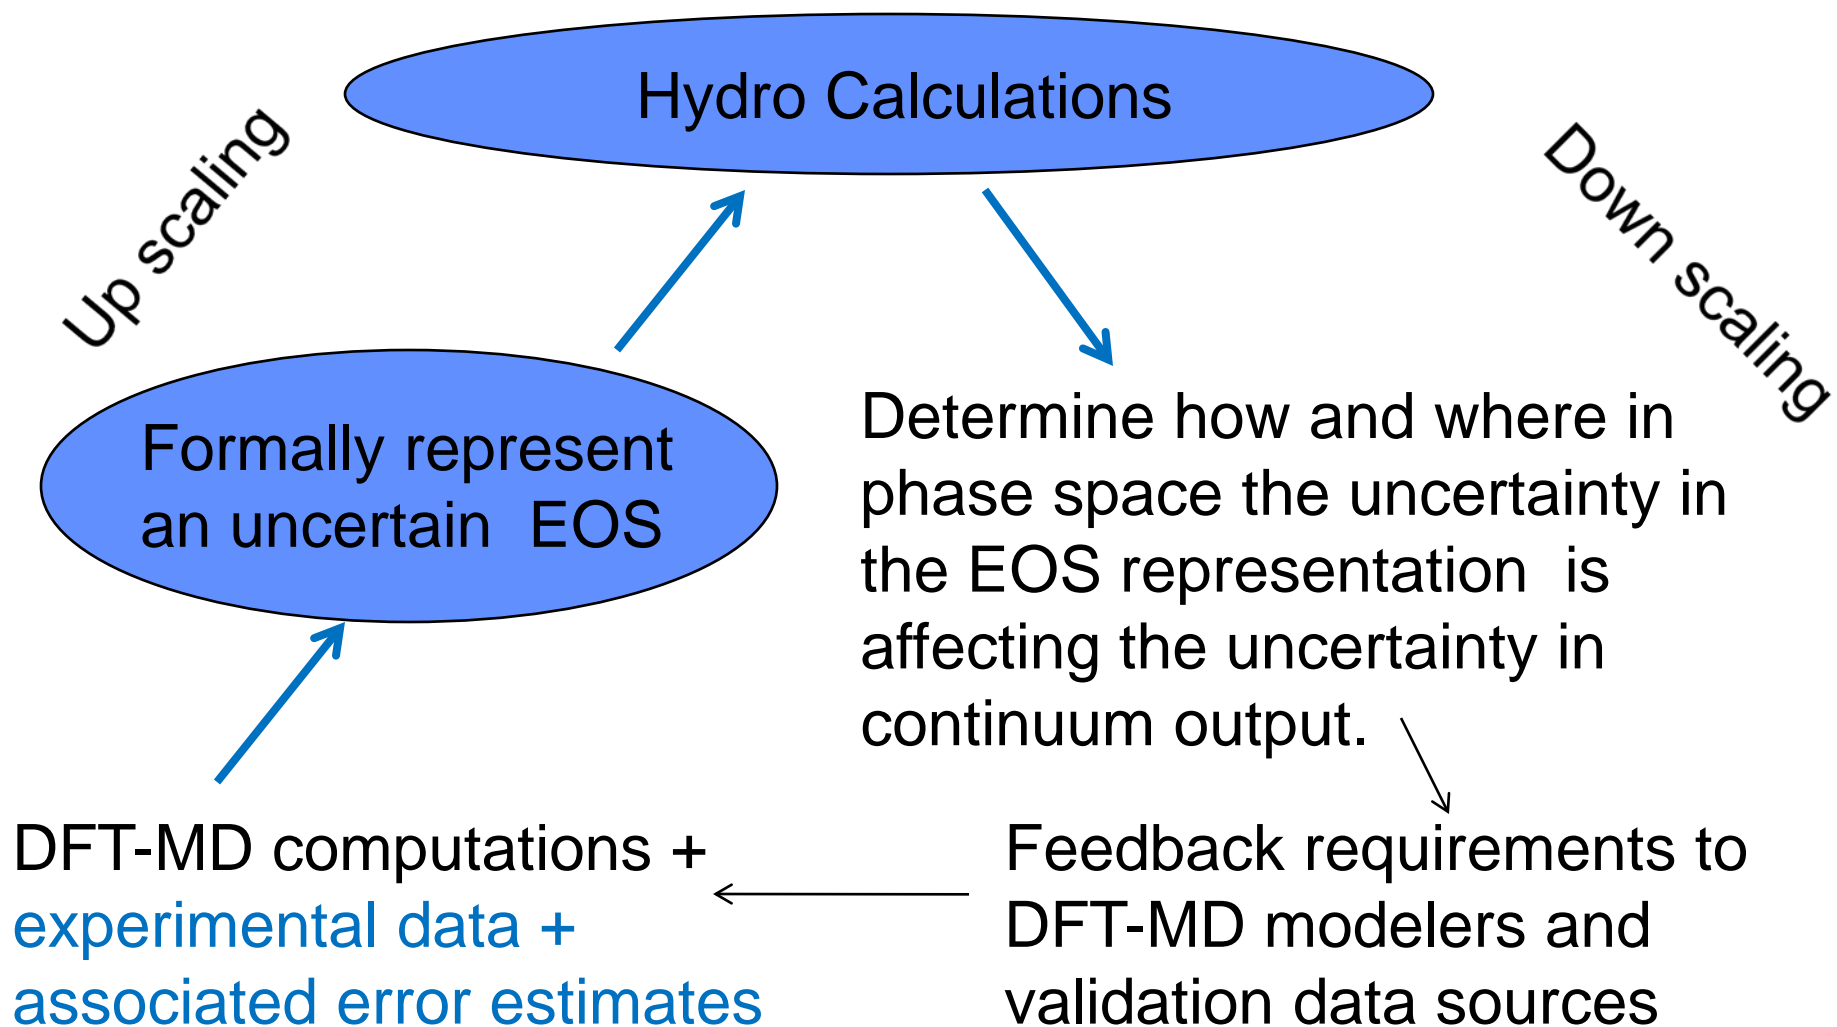 Hydro Calculations
Up scaling
Down scaling
Formally represent
an uncertain  EOS
Determine how and where in
phase space the uncertainty in
the EOS representation  is
affecting the uncertainty in
continuum output.
DFT-MD computations +
experimental data +
associated error estimates
Feedback requirements to
DFT-MD modelers and
validation data sources